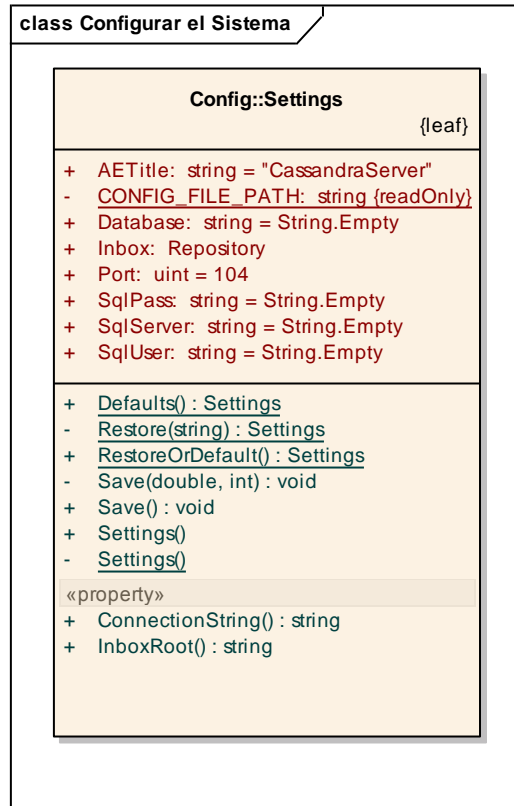 class Configurar el Sistema
Config::Settings
{leaf}
+ AETitle: string = "CassandraServer"
- CONFIG_FILE_PATH: string {readOnly}
+ Database: string = String.Empty
+ Inbox: Repository
+ Port: uint = 104
+ SqlPass: string = String.Empty
+ SqlServer: string = String.Empty
+ SqlUser: string = String.Empty
+ Defaults() : Settings
- Restore(string) : Settings
+ RestoreOrDefault() : Settings
- Save(double, int) : void
+ Save() : void
+ Settings()
- Settings()
«property»
+ ConnectionString() : string
+ InboxRoot() : string